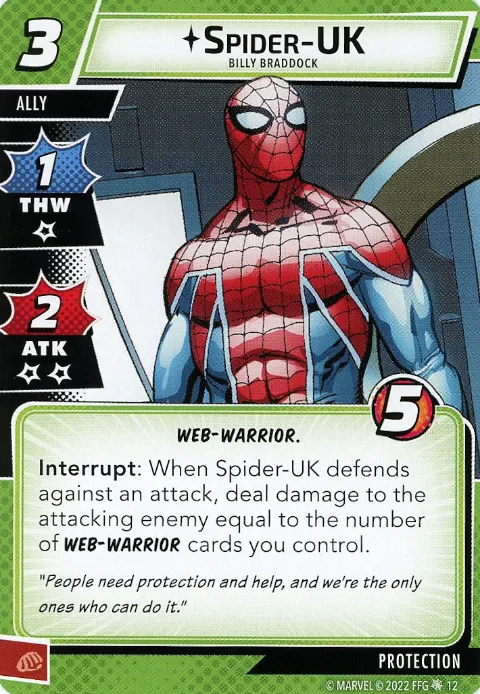 3
SPIDER-UK
BILLY BRADDOCK
ALLY
1
THW
2
ATK
5
WEB-WARRIOR.
Interrupt: When Spider-UK defends
against an attack, deal damage to the
attacking enemy equal to the number
of WEB-WARRIOR cards you control.
"People need protection and help, and we're the only
ones who can do it."
PROTECTION
© MARVEL © 2022 FFG 12